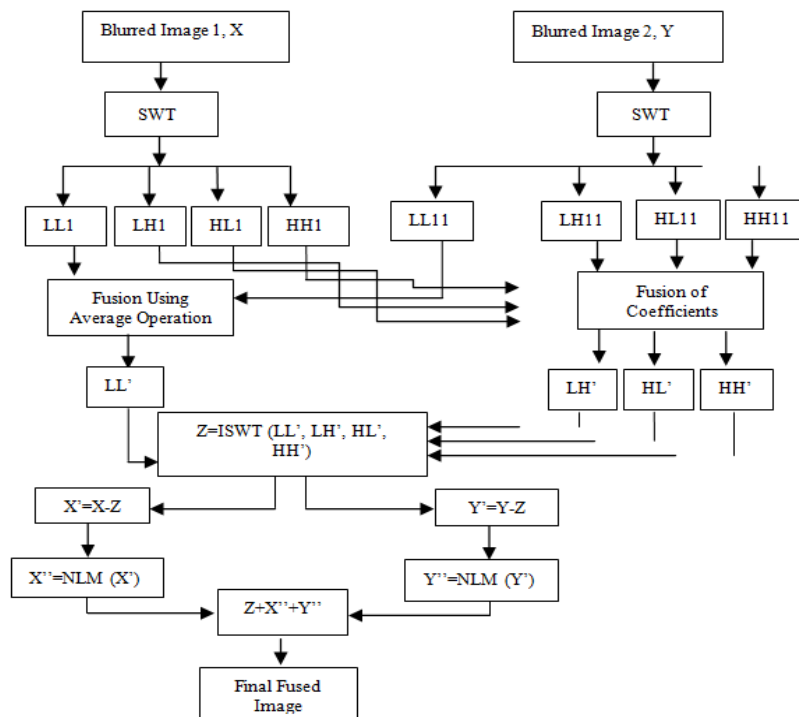 Blurred Image 1, X
Blurred Image 2, Y
SWT
SWT
LL1
LH1
HL1
HH1
LL11
LH11
HL11
HH11
Fusion Using
Average Operation
Fusion of
Coefficients
LL’
LH’
HL’
HH’
Z=ISWT (LL’, LH’, HL’,
HH’)
X’=X-Z
Y’=Y-Z
X’’=NLM (X’)
Y’’=NLM (Y’)
Z+X’’+Y’’
Final Fused
Image